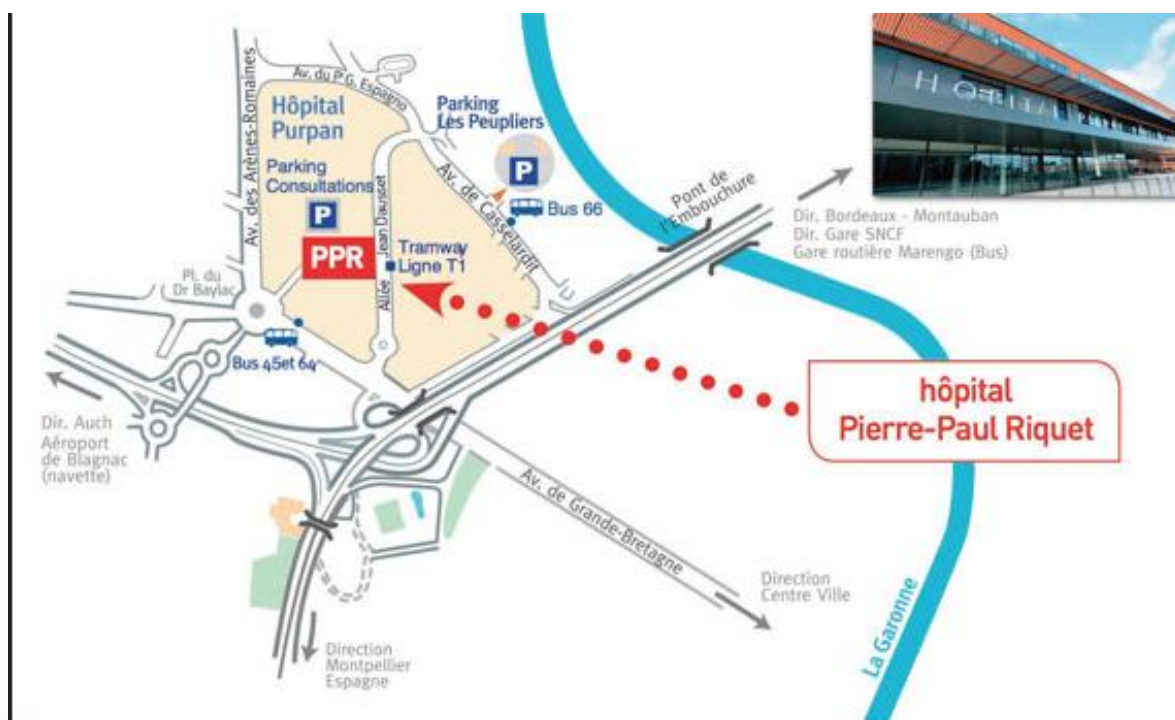 Av. du P.G. Espagno
Av. des Arènes-Romaines
Hôpital
Purpan
Parking
Les Peupliers
P
Parking
Consultations
P
Bus 66
Av. de Casselardit
Allée Jean Dausset
PPR
Tramway
Ligne T1
Pl. du
Dr Baylac
Bus 45et 64
Pont de
l'Embouchure
HÔPITAL
Dir. Bordeaux - Montauban
Dir. Gare SNCF
Gare routière Marengo (Bus)
hôpital
Pierre-Paul Riquet
Dir. Auch
Aéroport
de Blagnac
(navette)
Av. de Grande-Bretagne
Direction
Centre Ville
La Garonne
Direction
Montpellier
Espagne